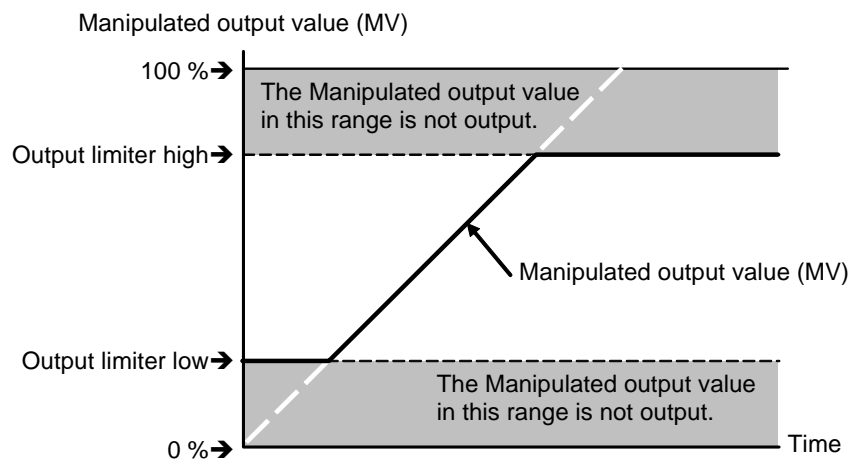 Manipulated output value (MV)
100 %
The Manipulated output value
in this range is not output.
Output limiter high
Manipulated output value (MV)
Output limiter low
The Manipulated output value
in this range is not output.
0 %
Time